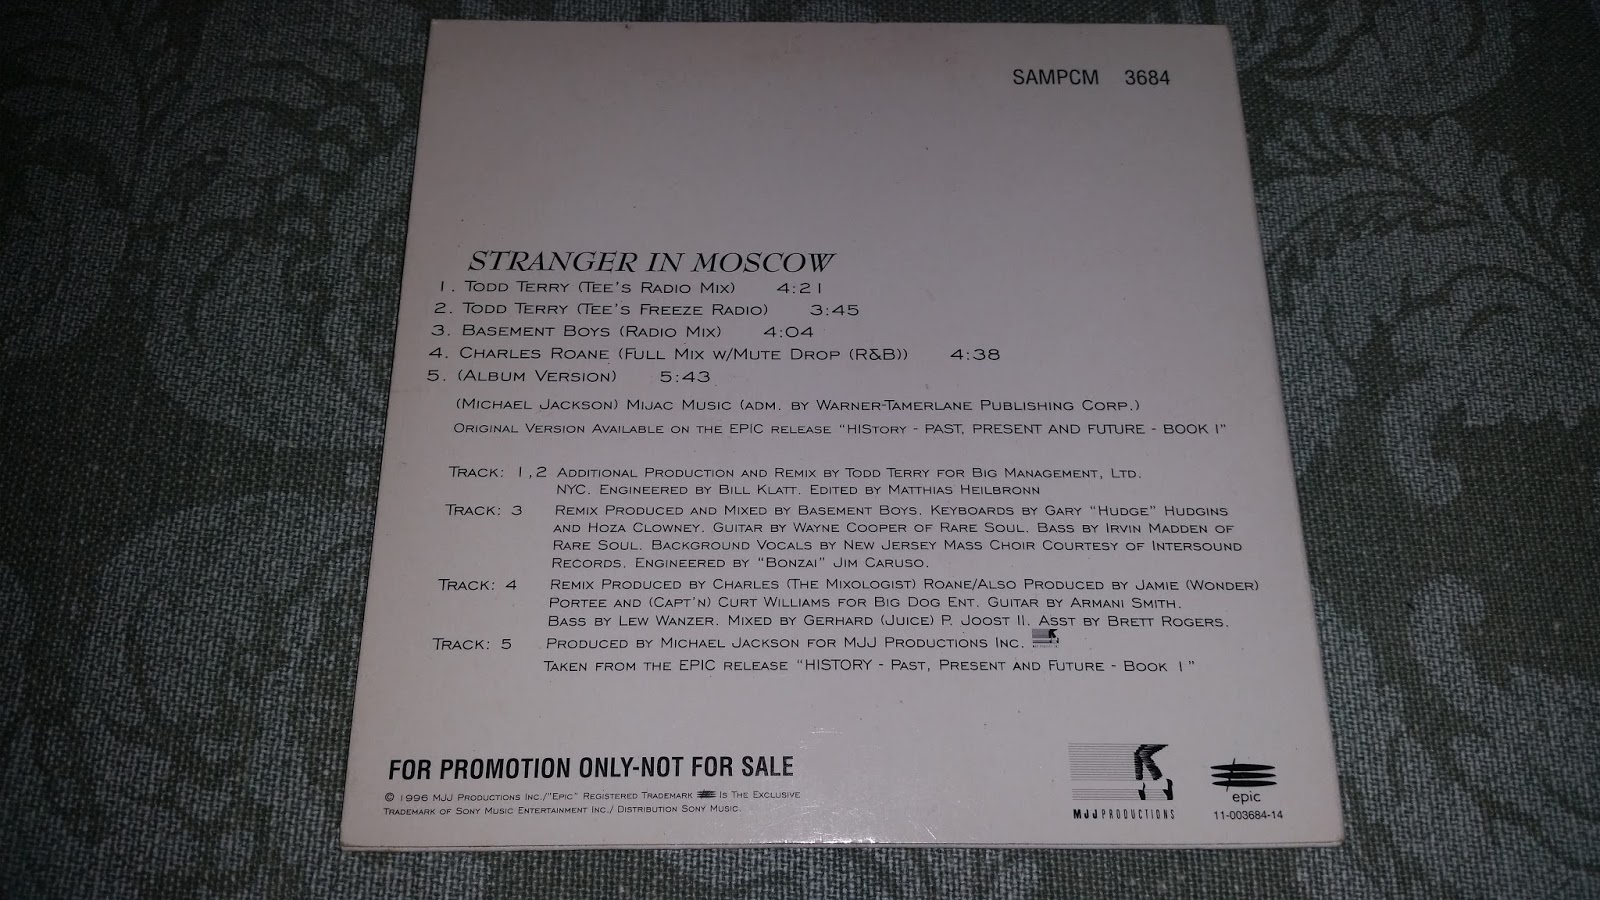 SAMPCM 3684
STRANGER IN MOSCOW
1. TODD TERRY (TEE'S RADIO MIX) 4:21
2. TODD TERRY (TEE'S FREEZE RADIO) 3:45
3. BASEMENT BOYS (RADIO MIX) 4:04
4. CHARLES ROANE (FULL MIX W/MUTE DROP (R&B)) 4:38
5. (ALBUM VERSION) 5:43
(MICHAEL JACKSON) MIJAC MUSIC (ADM. BY WARNER-TAMERLANE PUBLISHING CORP.)
ORIGINAL VERSION AVAILABLE ON THE EPIC RELEASE "HIStory - PAST, PRESENT AND FUTURE - BOOK I"
TRACK: 1,2 ADDITIONAL PRODUCTION AND REMIX BY TODD TERRY FOR BIG MANAGEMENT, LTD.
NYC. ENGINEERED BY BILL KLATT. EDITED BY MATTHIAS HEILBRONN
TRACK: 3 REMIX PRODUCED AND MIXED BY BASEMENT BOYS. KEYBOARDS BY GARY "HUDGE" HUDGINS
AND HOZA CLOWNEY. GUITAR BY WAYNE COOPER OF RARE SOUL. BASS BY IRVIN MADDEN OF
RARE SOUL. BACKGROUND VOCALS BY NEW JERSEY MASS CHOIR COURTESY OF INTERSOUND
RECORDS. ENGINEERED BY "BONZAI" JIM CARUSO.
TRACK: 4 REMIX PRODUCED BY CHARLES (THE MIXOLOGIST) ROANE/ALSO PRODUCED BY JAMIE (WONDER)
PORTEE AND (CAPT'N) CURT WILLIAMS FOR BIG DOG ENT. GUITAR BY ARMANI SMITH.
BASS BY LEW WANZER. MIXED BY GERHARD (JUICE) P. JOOST II. ASST BY BRETT ROGERS.
TRACK: 5 PRODUCED BY MICHAEL JACKSON FOR MJJ PRODUCTIONS INC.
TAKEN FROM THE EPIC RELEASE "HISTORY - PAST, PRESENT AND FUTURE - BOOK I"
FOR PROMOTION ONLY-NOT FOR SALE
© 1996 MJJ PRODUCTIONS INC./"EPIC" REGISTERED TRADEMARK IS THE EXCLUSIVE
TRADEMARK OF SONY MUSIC ENTERTAINMENT INC./ DISTRIBUTION SONY MUSIC.
MJJ PRODUCTIONS
epic
11-003684-14